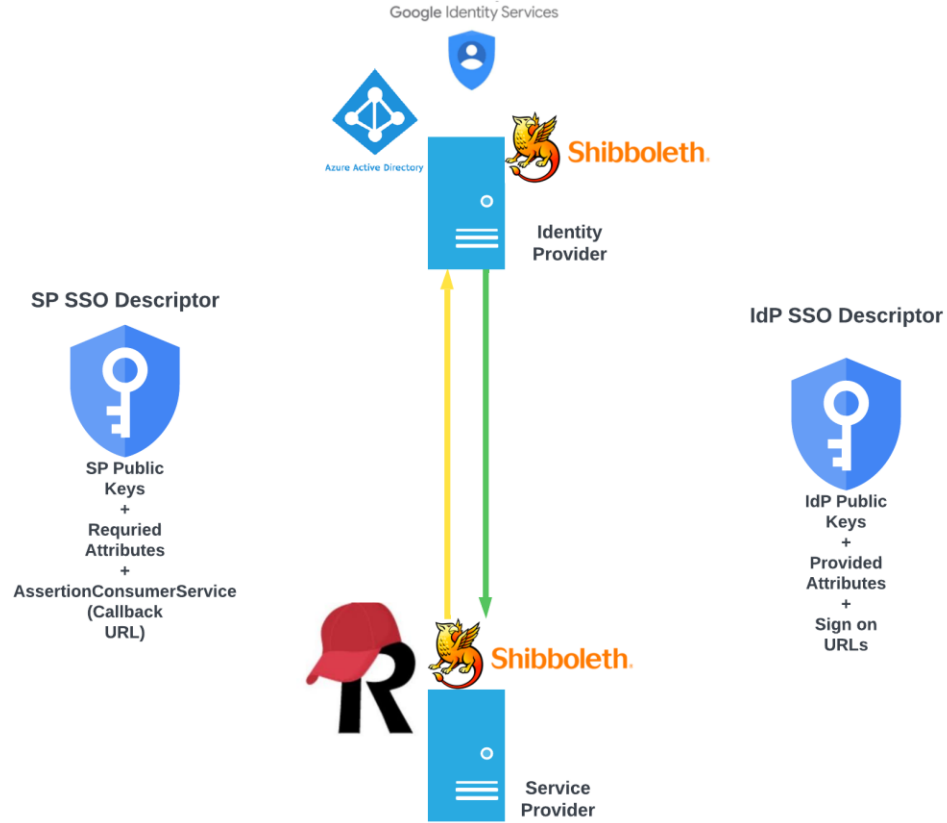 Google Identity Services
Azure Active Directory
Shibboleth.
Identity
Provider
SP SSO Descriptor
SP Public
Keys
+
Requried
Attributes
+
AssertionConsumerService
(Callback
URL)
IdP SSO Descriptor
IdP Public
Keys
+
Provided
Attributes
+
Sign on
URLs
R
Shibboleth.
Service
Provider